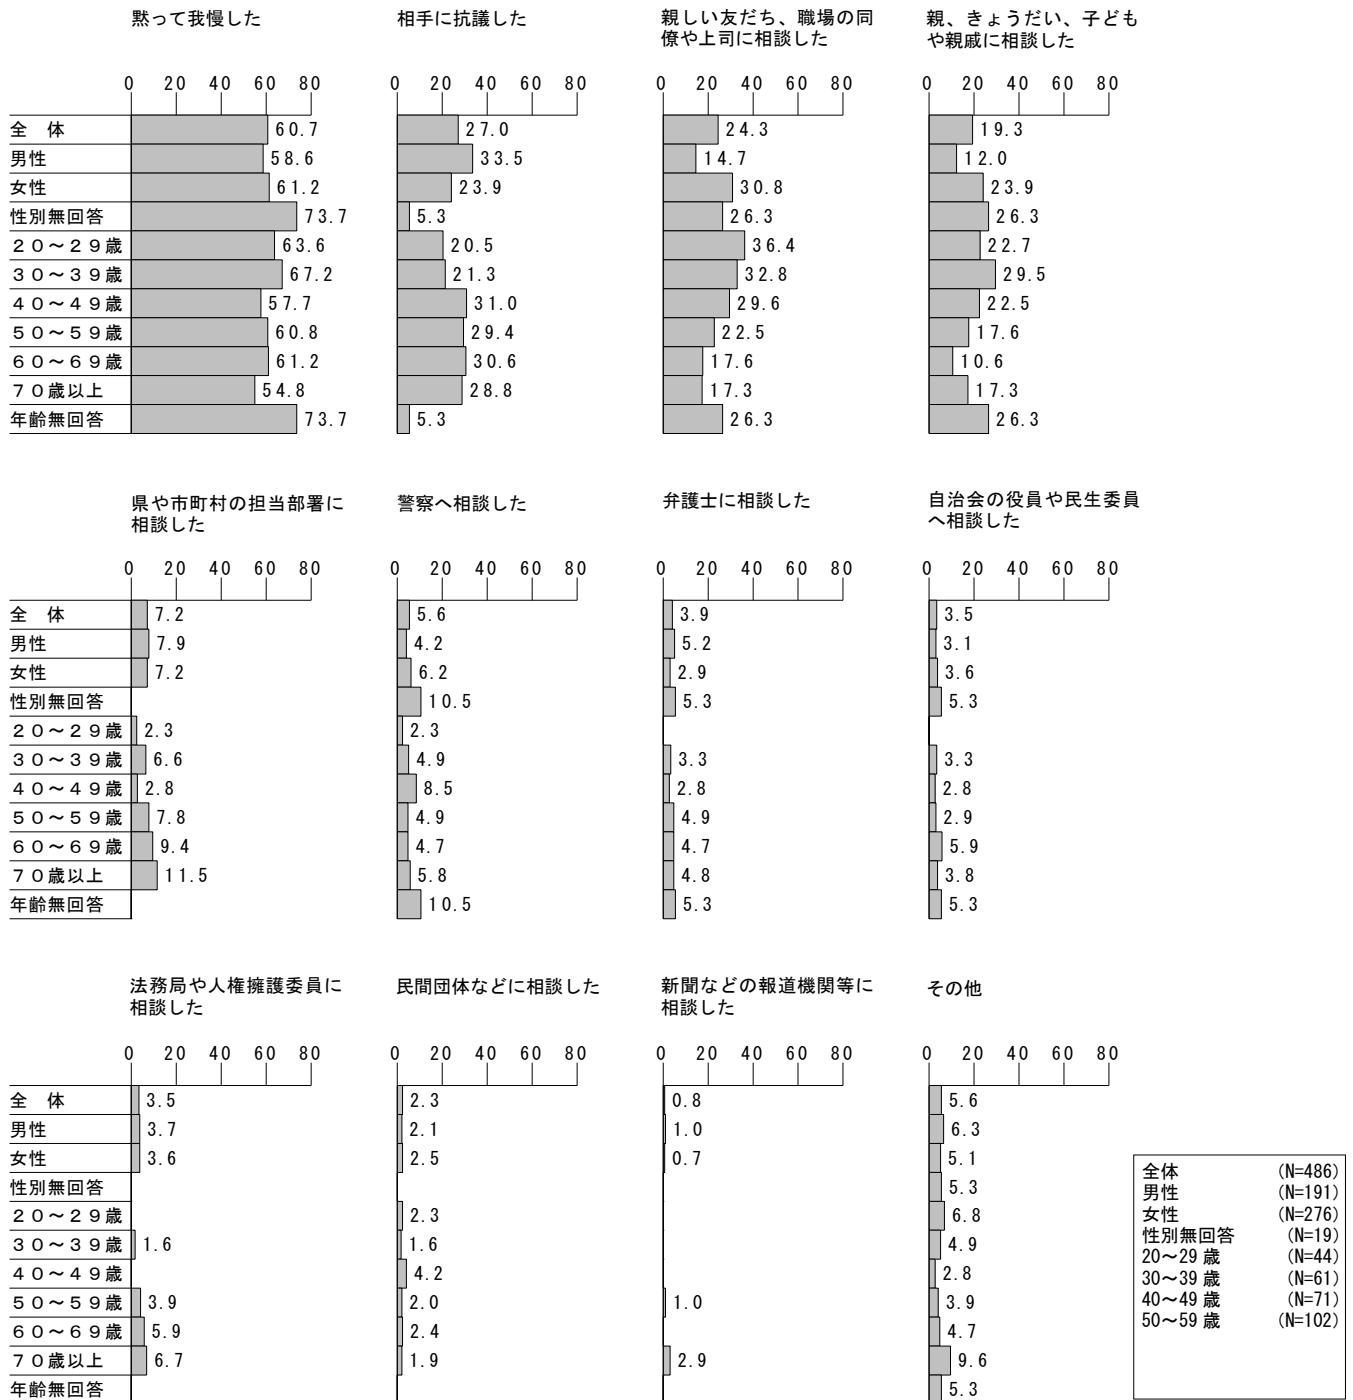 黙って我慢した
相手に抗議した
親しい友だち、職場の同
僚や上司に相談した
親、きょうだい、子ども
や親戚に相談した
0 20 40 60 80 0 20 40 60 80 0 20 40 60 80 0 20 40 60 80
全 体 60.7 27.0 24.3 19.3
男性 58.6 33.5 14.7 12.0
女性 61.2 23.9 30.8 23.9
性別無回答 73.7 5.3 26.3 26.3
20～29歳 63.6 20.5 36.4 22.7
30～39歳 67.2 21.3 32.8 29.5
40～49歳 57.7 31.0 29.6 22.5
50～59歳 60.8 29.4 22.5 17.6
60～69歳 61.2 30.6 17.6 10.6
70歳以上 54.8 28.8 17.3 17.3
年齢無回答 73.7 5.3 26.3 26.3
県や市町村の担当部署に
相談した
警察へ相談した
弁護士に相談した
自治会の役員や民生委員
へ相談した
0 20 40 60 80 0 20 40 60 80 0 20 40 60 80 0 20 40 60 80
全 体 7.2 5.6 3.9 3.5
男性 7.9 4.2 5.2 3.1
女性 7.2 6.2 2.9 3.6
性別無回答 10.5 5.3 5.3
20～29歳 2.3 2.3
30～39歳 6.6 4.9 3.3 3.3
40～49歳 2.8 8.5 2.8 2.8
50～59歳 7.8 4.9 4.9 2.9
60～69歳 9.4 4.7 4.7 5.9
70歳以上 11.5 5.8 4.8 3.8
年齢無回答 10.5 5.3 5.3
法務局や人権擁護委員に
相談した
民間団体などに相談した
新聞などの報道機関等に
相談した
その他
0 20 40 60 80 0 20 40 60 80 0 20 40 60 80 0 20 40 60 80
全 体 3.5 2.3 0.8 5.6
男性 3.7 2.1 1.0 6.3
女性 3.6 2.5 0.7 5.1
性別無回答 5.3
20～29歳 2.3 6.8
30～39歳 1.6 1.6 4.9
40～49歳 4.2 2.8
50～59歳 3.9 2.0 1.0 3.9
60～69歳 5.9 2.4 4.7
70歳以上 6.7 1.9 2.9 9.6
年齢無回答 5.3
全体 (N=486)
男性 (N=191)
女性 (N=276)
性別無回答 (N=19)
20～29 歳 (N=44)
30～39 歳 (N=61)
40～49 歳 (N=71)
50～59 歳 (N=102)